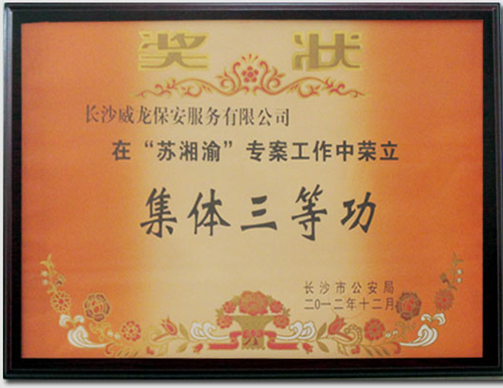 奖状
长沙威龙保安服务有限公司
在“苏湘渝”专案工作中荣立
集体三等功
长沙市公安局
二〇一二年十二月